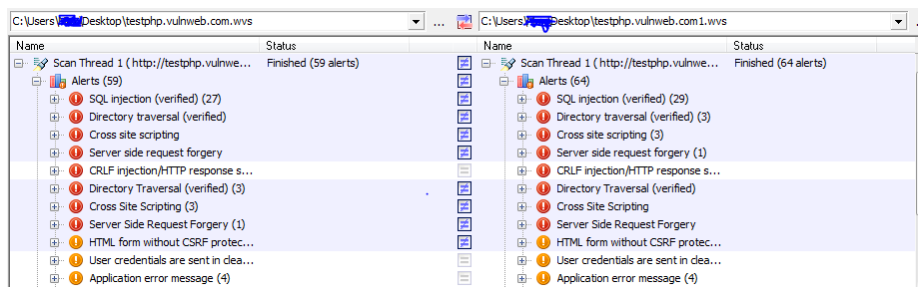 C:\Users\ Desktop\testphp.vulnweb.com.wvs ... C:\Users\ Desktop\testphp.vulnweb.com1.wvs
Name Status Name Status
Scan Thread 1 ( http://testphp.vulnwe... Finished (59 alerts) ≠ Scan Thread 1 ( http://testphp.vulnwe... Finished (64 alerts)
Alerts (59) ≠ Alerts (64)
SQL injection (verified) (27) ≠ SQL injection (verified) (29)
Directory traversal (verified) ≠ Directory traversal (verified) (3)
Cross site scripting ≠ Cross site scripting (3)
Server side request forgery ≠ Server side request forgery (1)
CRLF injection/HTTP response s... = CRLF injection/HTTP response s...
Directory Traversal (verified) (3) ≠ Directory Traversal (verified)
Cross Site Scripting (3) ≠ Cross Site Scripting
Server Side Request Forgery (1) ≠ Server Side Request Forgery
HTML form without CSRF protec... ≠ HTML form without CSRF protec...
User credentials are sent in clea... = User credentials are sent in clea...
Application error message (4) = Application error message (4)